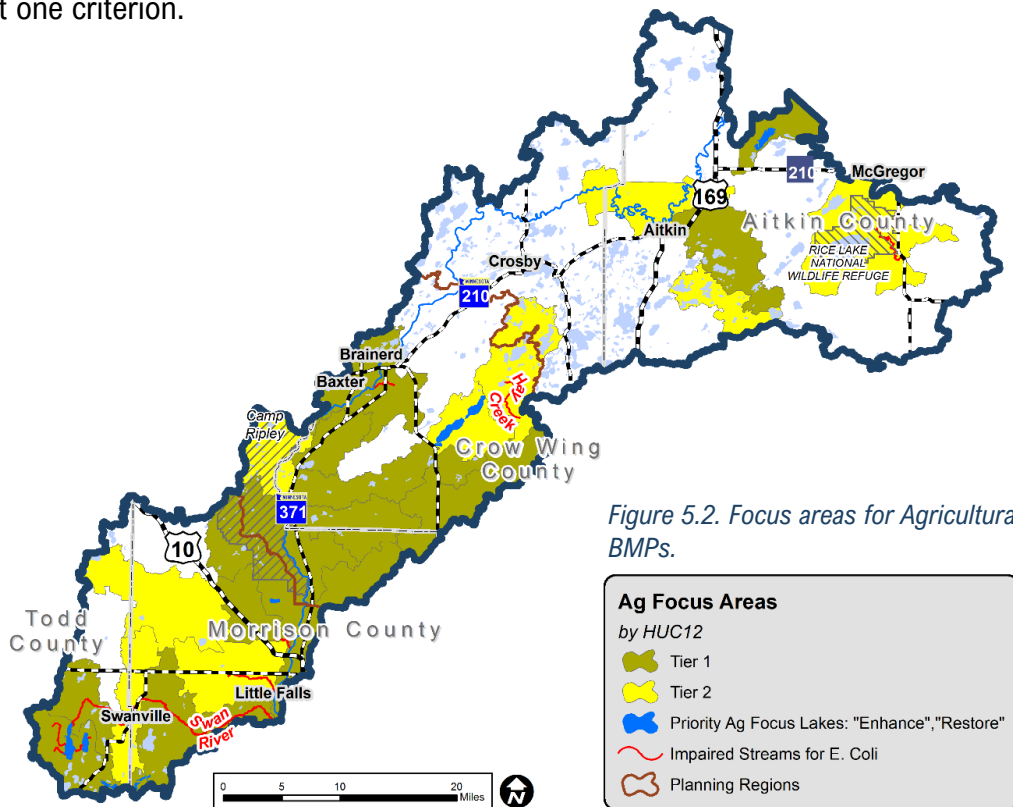 t one criterion.
McGregor
210
169
Aitkin County
Aitkin
RICE LAKE
NATIONAL
WILDLIFE REFUGE
Crosby
MINNESOTA
210
Brainerd
Baxter
Hay
Creek
Camp
Ripley
Crow Wing
County
MINNESOTA
371
10
Todd
County
Morrison County
Little Falls
Swanville
Swan
River
Figure 5.2. Focus areas for Agricultura
BMPs.
Ag Focus Areas
by HUC12
Tier 1
Tier 2
Priority Ag Focus Lakes: "Enhance","Restore"
Impaired Streams for E. Coli
Planning Regions
0 5 10 20
Miles
N